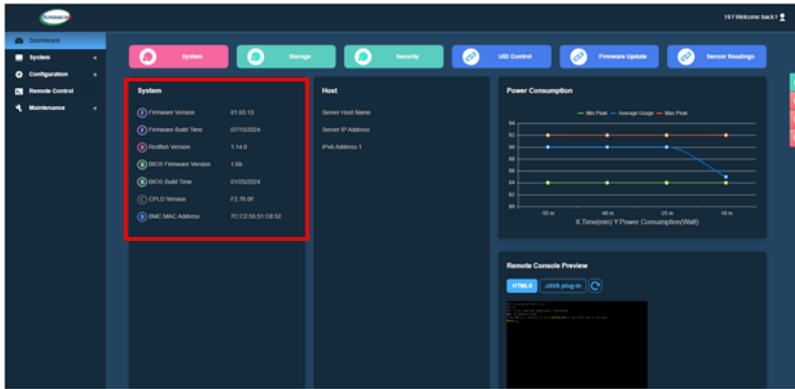 SUPERMICRO
Hi ! Welcome back !
Dashboard
System +
Configuration +
Remote Control
Maintenance +
System
Storage
Security
UID Control
Firmware Update
Sensor Readings
System
Firmware Version 01.03.13
Firmware Build Time 07/15/2024
Redfish Version 1.14.0
BIOS Firmware Version 1.6b
BIOS Build Time 01/25/2024
CPLD Version F2.76.0F
BMC MAC Address 7C:C2:55:51:C8:52
Host
Server Host Name
Server IP Address
IPv6 Address 1
Power Consumption
Min Peak Average Usage Max Peak
94
92
90
88
86
84
82
80
-55 m -40 m -25 m -10 m
X:Time(min) Y:Power Consumption(Watt)
Remote Console Preview
HTML5 JAVA plug-in